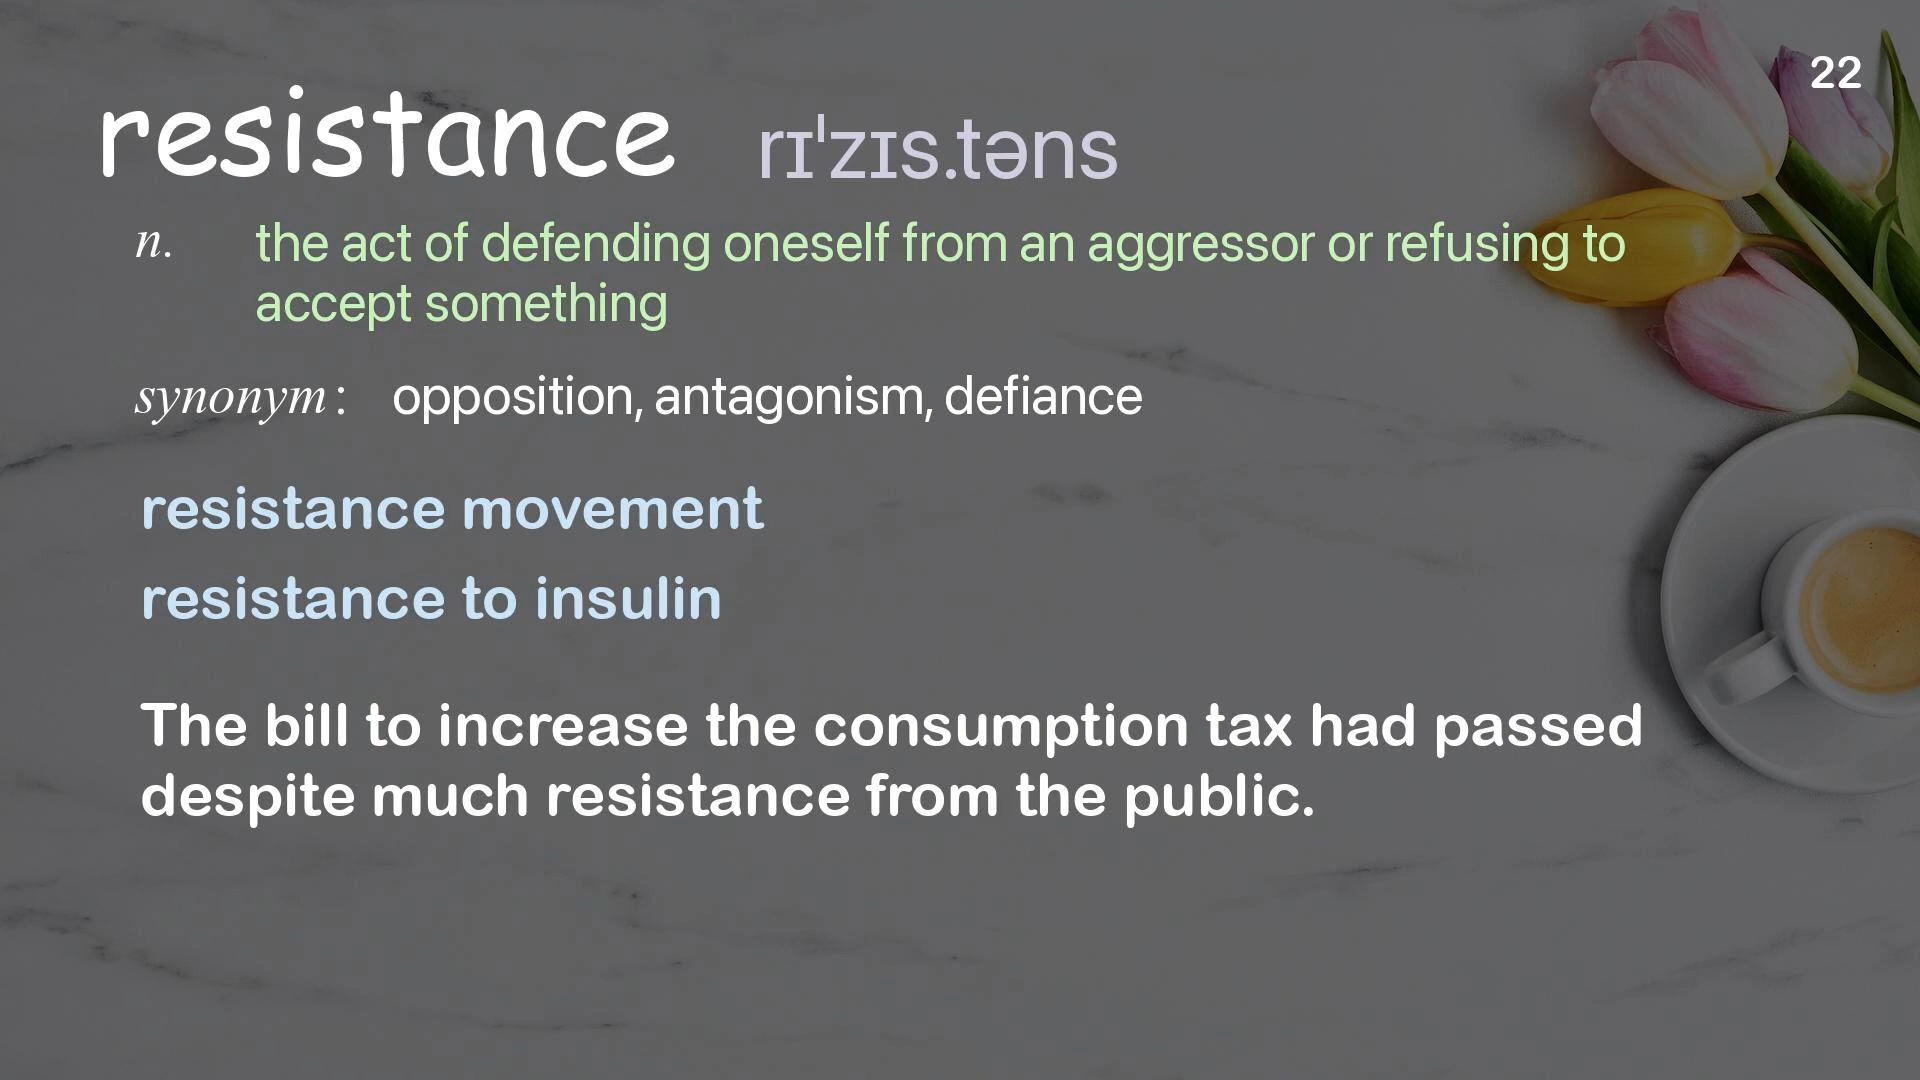 22
resistance rɪˈzɪs.təns
n. the act of defending oneself from an aggressor or refusing to
accept something
synonym: opposition, antagonism, defiance
resistance movement
resistance to insulin
The bill to increase the consumption tax had passed
despite much resistance from the public.